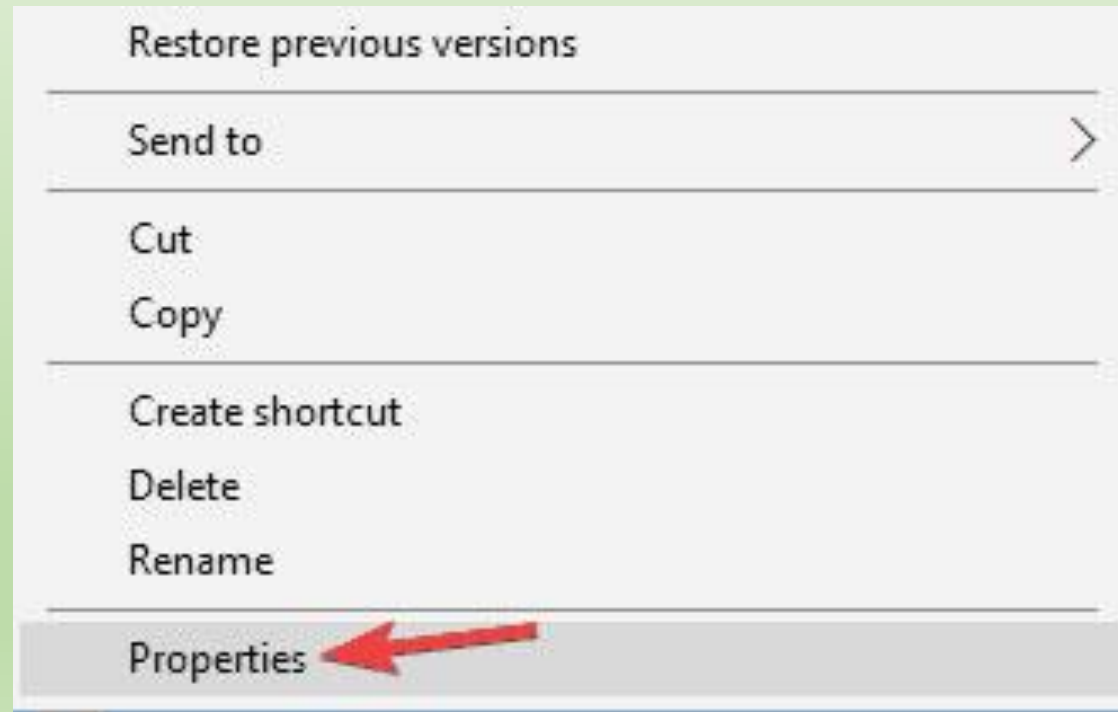 Restore previous versions
Send to
Cut
Copy
Create shortcut
Delete
Rename
Properties